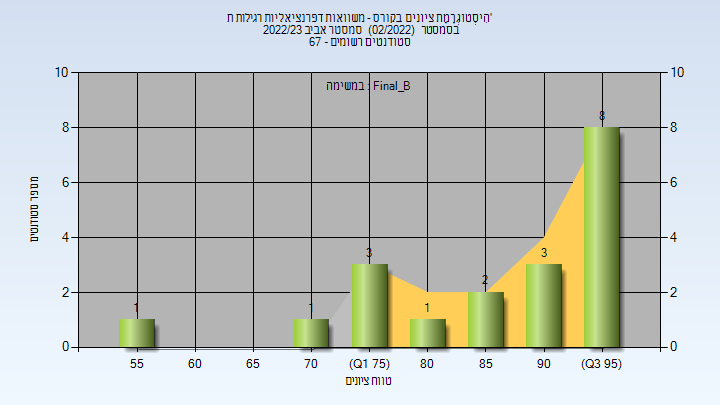 היסטוגרמת ציונים בקורס - משוואות דפרנציאליות רגילות ת'
בסמסטר (02/2022) סמסטר אביב 2022/23
סטודנטים רשומים - 67
במשימה : Final_B
מספר סטודנטים
10 10
8 8
6 6
4 4
2 2
0 0
1 1 3 1 2 3 8
55 60 65 70 (Q1 75) 80 85 90 (Q3 95)
טווח ציונים